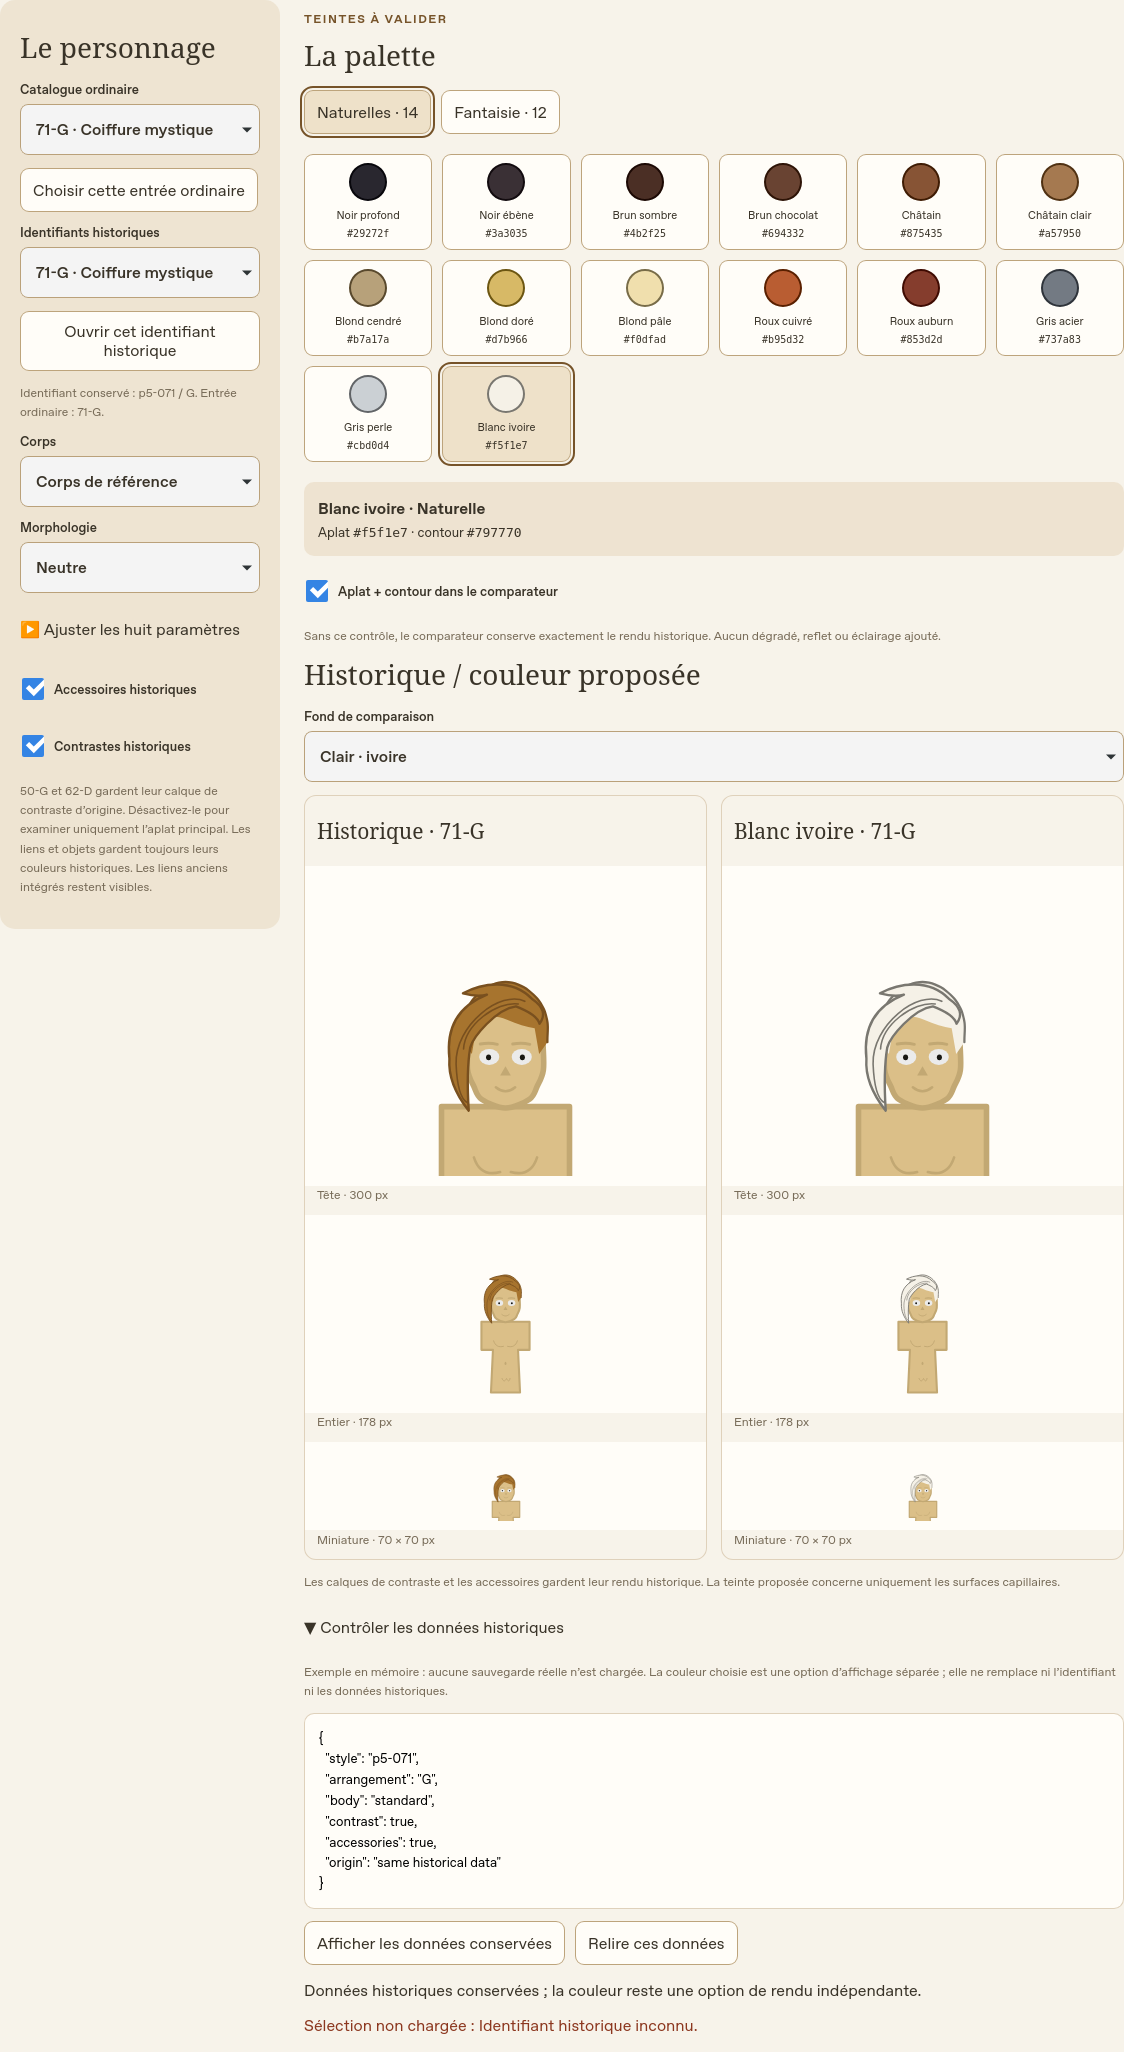 Le personnage
Catalogue ordinaire
71-G · Coiffure mystique
Choisir cette entrée ordinaire
Identifiants historiques
71-G · Coiffure mystique
Ouvrir cet identifiant
historique
Identifiant conservé : p5-071 / G. Entrée
ordinaire : 71-G.
Corps
Corps de référence
Morphologie
Neutre
Ajuster les huit paramètres
Accessoires historiques
Contrastes historiques
50-G et 62-D gardent leur calque de
contraste d’origine. Désactivez-le pour
examiner uniquement l’aplat principal. Les
liens et objets gardent toujours leurs
couleurs historiques. Les liens anciens
intégrés restent visibles.
TEINTES À VALIDER
La palette
Naturelles · 14
Fantaisie · 12
Noir profond
#29272f
Noir ébène
#3a3035
Brun sombre
#4b2f25
Brun chocolat
#694332
Châtain
#875435
Châtain clair
#a57950
Blond cendré
#b7a17a
Blond doré
#d7b966
Blond pâle
#f0dfad
Roux cuivré
#b95d32
Roux auburn
#853d2d
Gris acier
#737a83
Gris perle
#cbd0d4
Blanc ivoire
#f5f1e7
Blanc ivoire · Naturelle
Aplat #f5f1e7 · contour #797770
Aplat + contour dans le comparateur
Sans ce contrôle, le comparateur conserve exactement le rendu historique. Aucun dégradé, reflet ou éclairage ajouté.
Historique / couleur proposée
Fond de comparaison
Clair · ivoire
Historique · 71-G
Tête · 300 px
Entier · 178 px
Miniature · 70 × 70 px
Blanc ivoire · 71-G
Tête · 300 px
Entier · 178 px
Miniature · 70 × 70 px
Les calques de contraste et les accessoires gardent leur rendu historique. La teinte proposée concerne uniquement les surfaces capillaires.
▼ Contrôler les données historiques
Exemple en mémoire : aucune sauvegarde réelle n’est chargée. La couleur choisie est une option d’affichage séparée ; elle ne remplace ni l’identifiant
ni les données historiques.
{
"style": "p5-071",
"arrangement": "G",
"body": "standard",
"contrast": true,
"accessories": true,
"origin": "same historical data"
}
Afficher les données conservées
Relire ces données
Données historiques conservées ; la couleur reste une option de rendu indépendante.
Sélection non chargée : Identifiant historique inconnu.